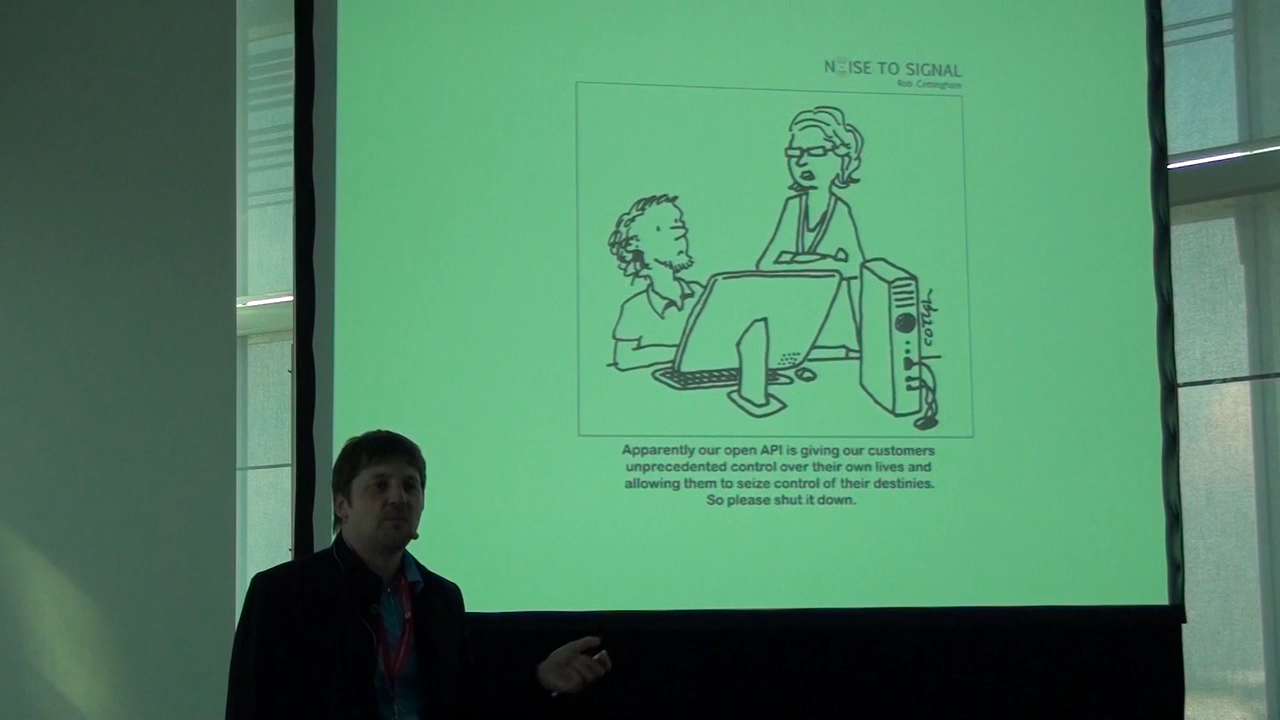 NOISE TO SIGNAL
Rob Cottingham
Apparently our open API is giving our customers
unprecedented control over their own lives and
allowing them to seize control of their destinies.
So please shut it down.